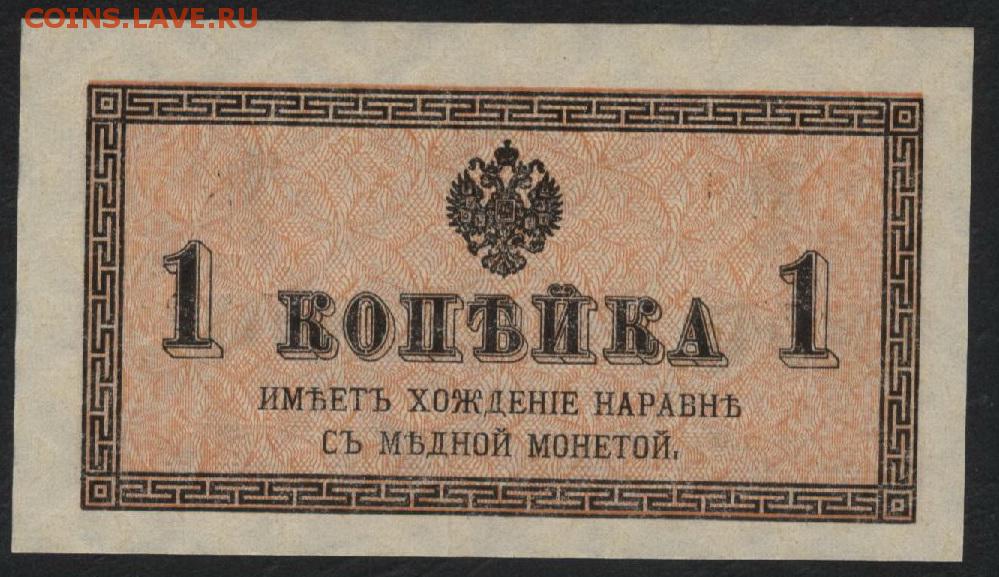 COINS.LAVE.RU
1 КОПѢЙКА 1
ИМѢЕТЪ ХОЖДЕНІЕ НАРАВНѢ
СЪ МѢДНОЙ МОНЕТОЙ.